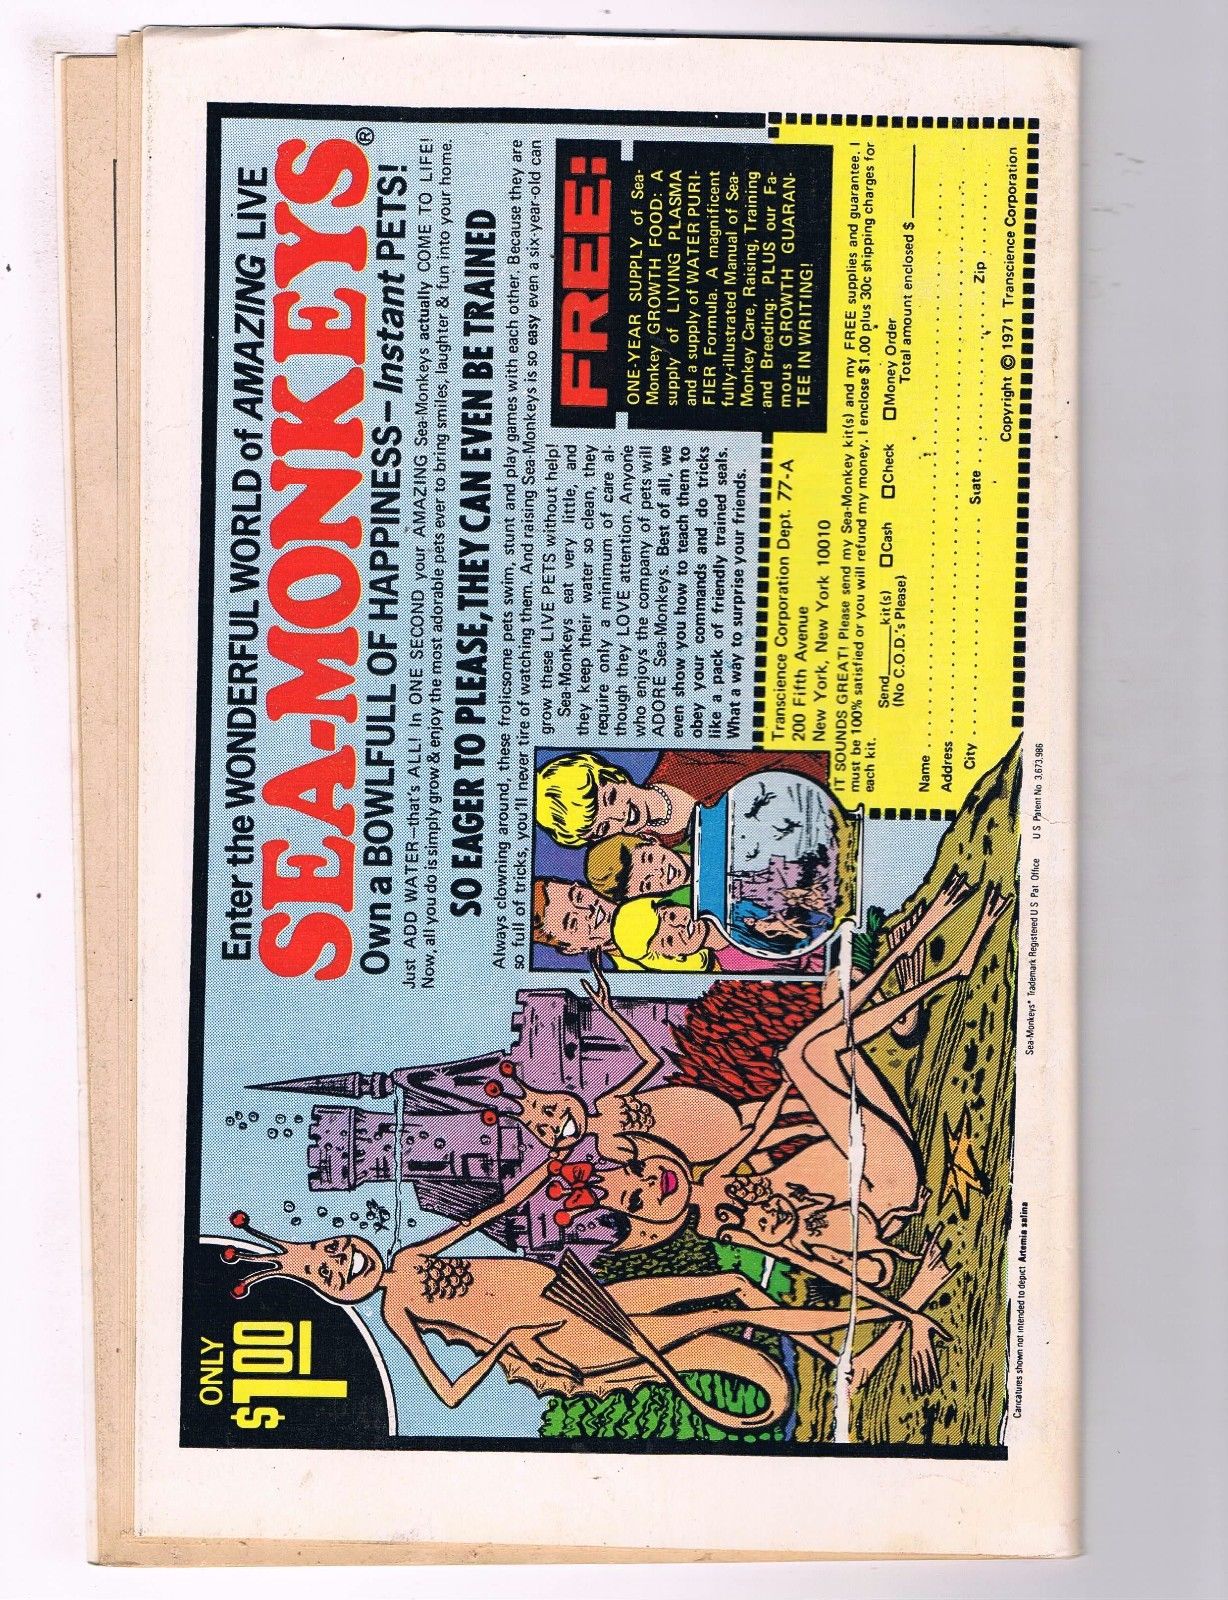 ONLY
$1.00
Enter the WONDERFUL WORLD of AMAZING LIVE
SEA-MONKEYS®
Own a BOWLFULL OF HAPPINESS—Instant PETS!
Just ADD WATER—that's ALL! In ONE SECOND your AMAZING Sea-Monkeys actually COME TO LIFE!
Now, all you do is simply grow & enjoy the most adorable pets ever to bring smiles, laughter & fun into your home.
SO EAGER TO PLEASE, THEY CAN EVEN BE TRAINED
Always clowning around, these frolicsome pets swim, stunt and play games with each other. Because they are
so full of tricks, you'll never tire of watching them. And raising Sea-Monkeys is so easy even a six-year-old can
grow these LIVE PETS without help!
Sea-Monkeys eat very little, and
they keep their water so clean, they
require only a minimum of care al-
though they LOVE attention. Anyone
who enjoys the company of pets will
ADORE Sea-Monkeys. Best of all, we
even show you how to teach them to
obey your commands and do tricks
like a pack of friendly trained seals.
What a way to surprise your friends.
FREE:
ONE-YEAR SUPPLY of Sea-
Monkey GROWTH FOOD: A
supply of LIVING PLASMA
and a supply of WATER PURI-
FIER Formula. A magnificent
fully-illustrated Manual of Sea-
Monkey Care, Raising, Training
and Breeding; PLUS our Fa-
mous GROWTH GUARAN-
TEE IN WRITING!
Transcience Corporation Dept. 77-A
200 Fifth Avenue
New York, New York 10010
IT SOUNDS GREAT! Please send my Sea-Monkey kit(s) and my FREE supplies and guarantee. I
must be 100% satisfied or you will refund my money. I enclose $1.00 plus 30c shipping charges for
each kit.
Send____kit(s) □Cash □Check □Money Order
(No C.O.D.s Please) Total amount enclosed $____
Name
Address
City State Zip
Copyright © 1971 Transcience Corporation
Caricatures shown not intended to depict Artemia salina Sea-Monkeys® Trademark Registered U S Pat Office U S Patent No 3,673,986